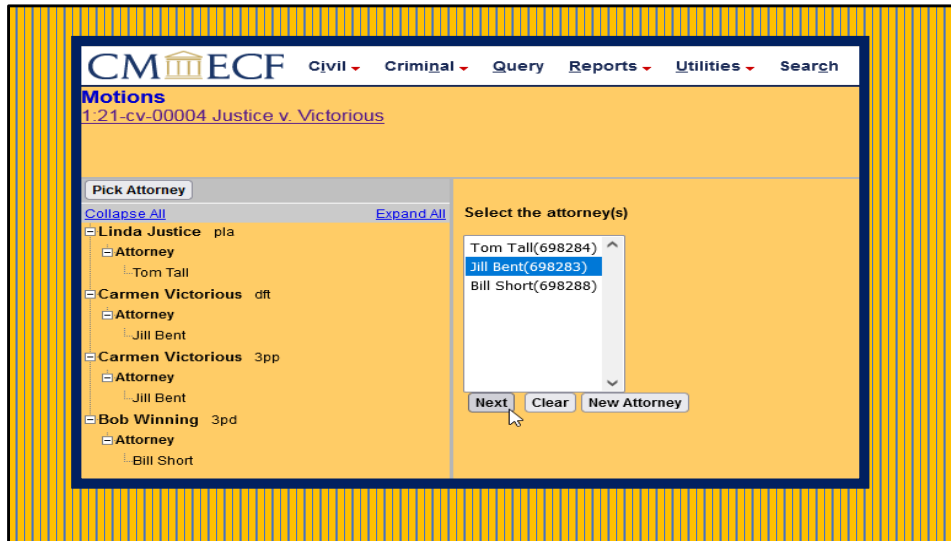 CM ECF Civil Criminal Query Reports Utilities Search
Motions
1:21-cv-00004 Justice v. Victorious
Pick Attorney
Collapse All Expand All
Linda Justice pla
Attorney
Tom Tall
Carmen Victorious dft
Attorney
Jill Bent
Carmen Victorious 3pp
Attorney
Jill Bent
Bob Winning 3pd
Attorney
Bill Short
Select the attorney(s)
Tom Tall(698284)
Jill Bent(698283)
Bill Short(698288)
Next Clear New Attorney